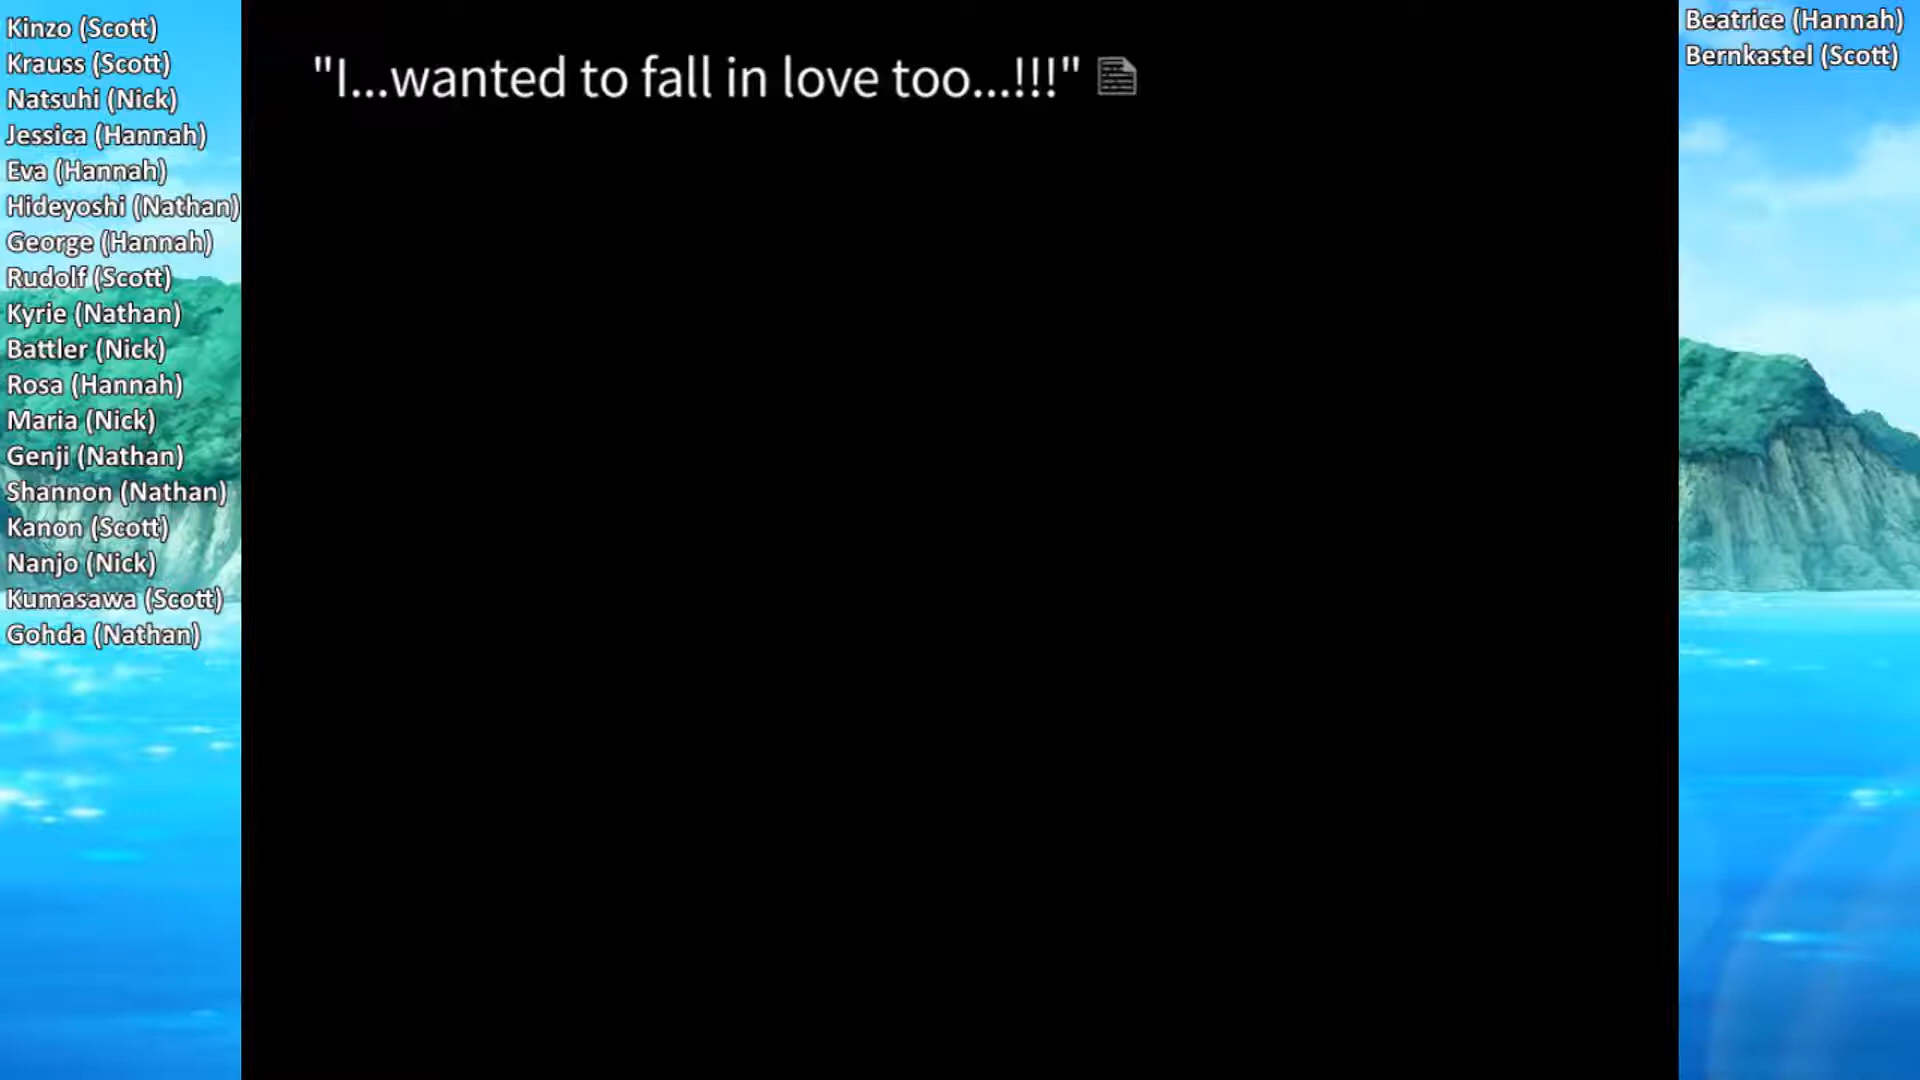 Kinzo (Scott)
Krauss (Scott)
Natsuhi (Nick)
Jessica (Hannah)
Eva (Hannah)
Hideyoshi (Nathan)
George (Hannah)
Rudolf (Scott)
Kyrie (Nathan)
Battler (Nick)
Rosa (Hannah)
Maria (Nick)
Genji (Nathan)
Shannon (Nathan)
Kanon (Scott)
Nanjo (Nick)
Kumasawa (Scott)
Gohda (Nathan)
"I...wanted to fall in love too...!!!"
Beatrice (Hannah)
Bernkastel (Scott)